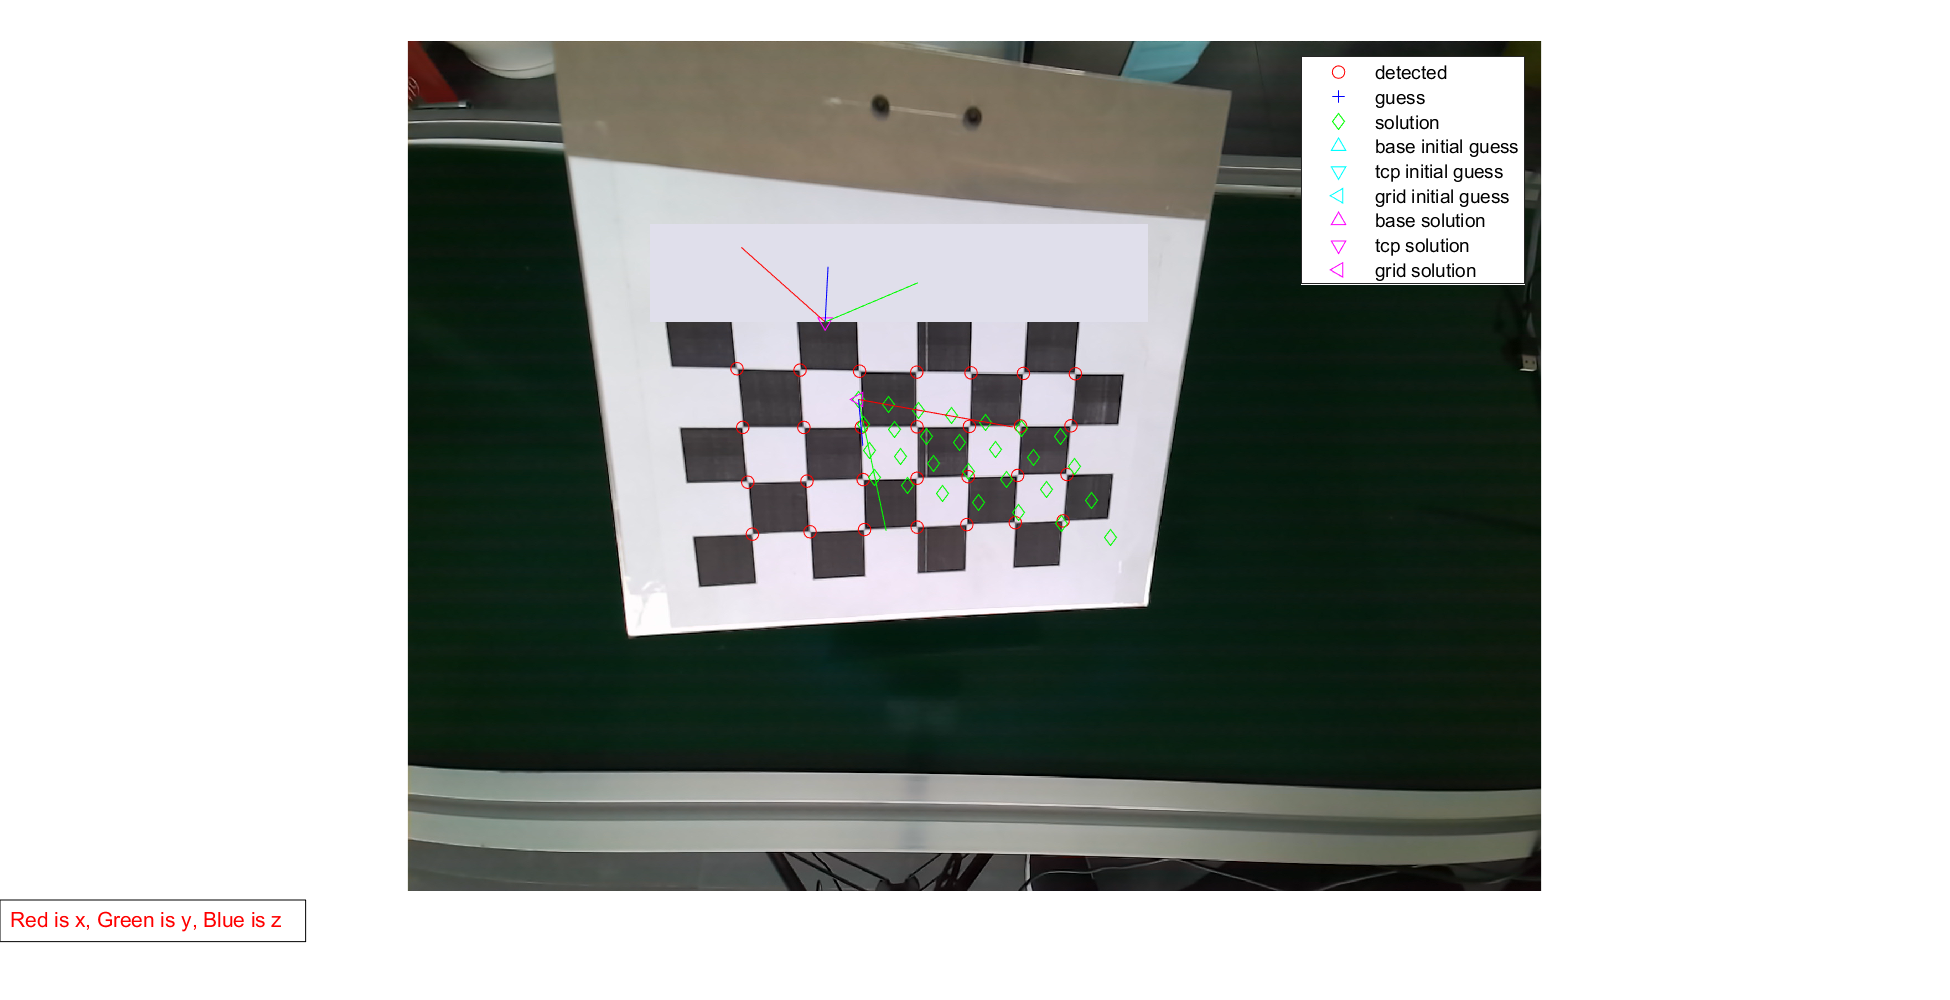 detected
guess
solution
base initial guess
tcp initial guess
grid initial guess
base solution
tcp solution
grid solution
Red is x, Green is y, Blue is z